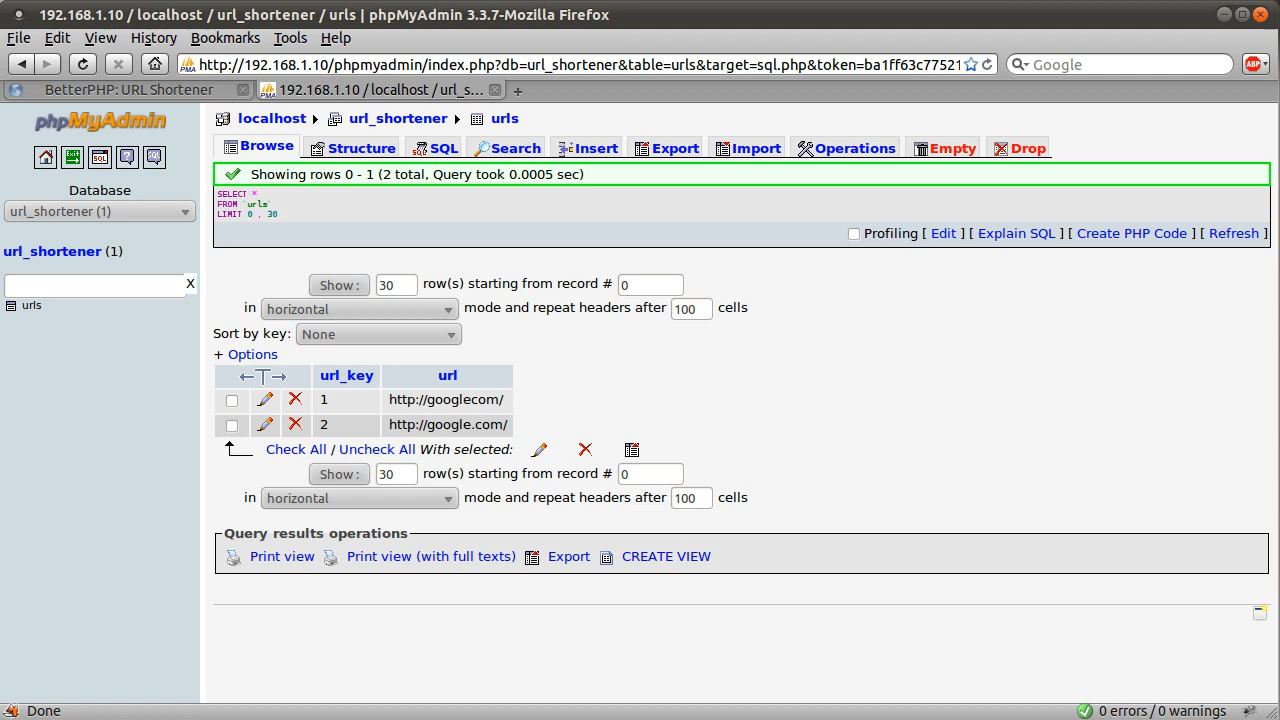 192.168.1.10 / localhost / url_shortener / urls | phpMyAdmin 3.3.7-Mozilla Firefox
File Edit View History Bookmarks Tools Help
http://192.168.1.10/phpmyadmin/index.php?db=url_shortener&table=urls&target=sql.php&token=ba1ff63c77521 Google ABP
BetterPHP: URL Shortener 192.168.1.10 / localhost / url_s... +
phpMyAdmin
Database
url_shortener (1)
url_shortener (1)
X
urls
localhost url_shortener urls
Browse Structure SQL Search Insert Export Import Operations Empty Drop
Showing rows 0 - 1 (2 total, Query took 0.0005 sec)
SELECT *
FROM `urls`
LIMIT 0 , 30
Profiling [ Edit ] [ Explain SQL ] [ Create PHP Code ] [ Refresh ]
Show : 30 row(s) starting from record # 0
in horizontal mode and repeat headers after 100 cells
Sort by key: None
+ Options
←T→ url_key url
1 http://googlecom/
2 http://google.com/
Check All / Uncheck All With selected:
Show : 30 row(s) starting from record # 0
in horizontal mode and repeat headers after 100 cells
Query results operations
Print view Print view (with full texts) Export CREATE VIEW
Done 0 errors / 0 warnings